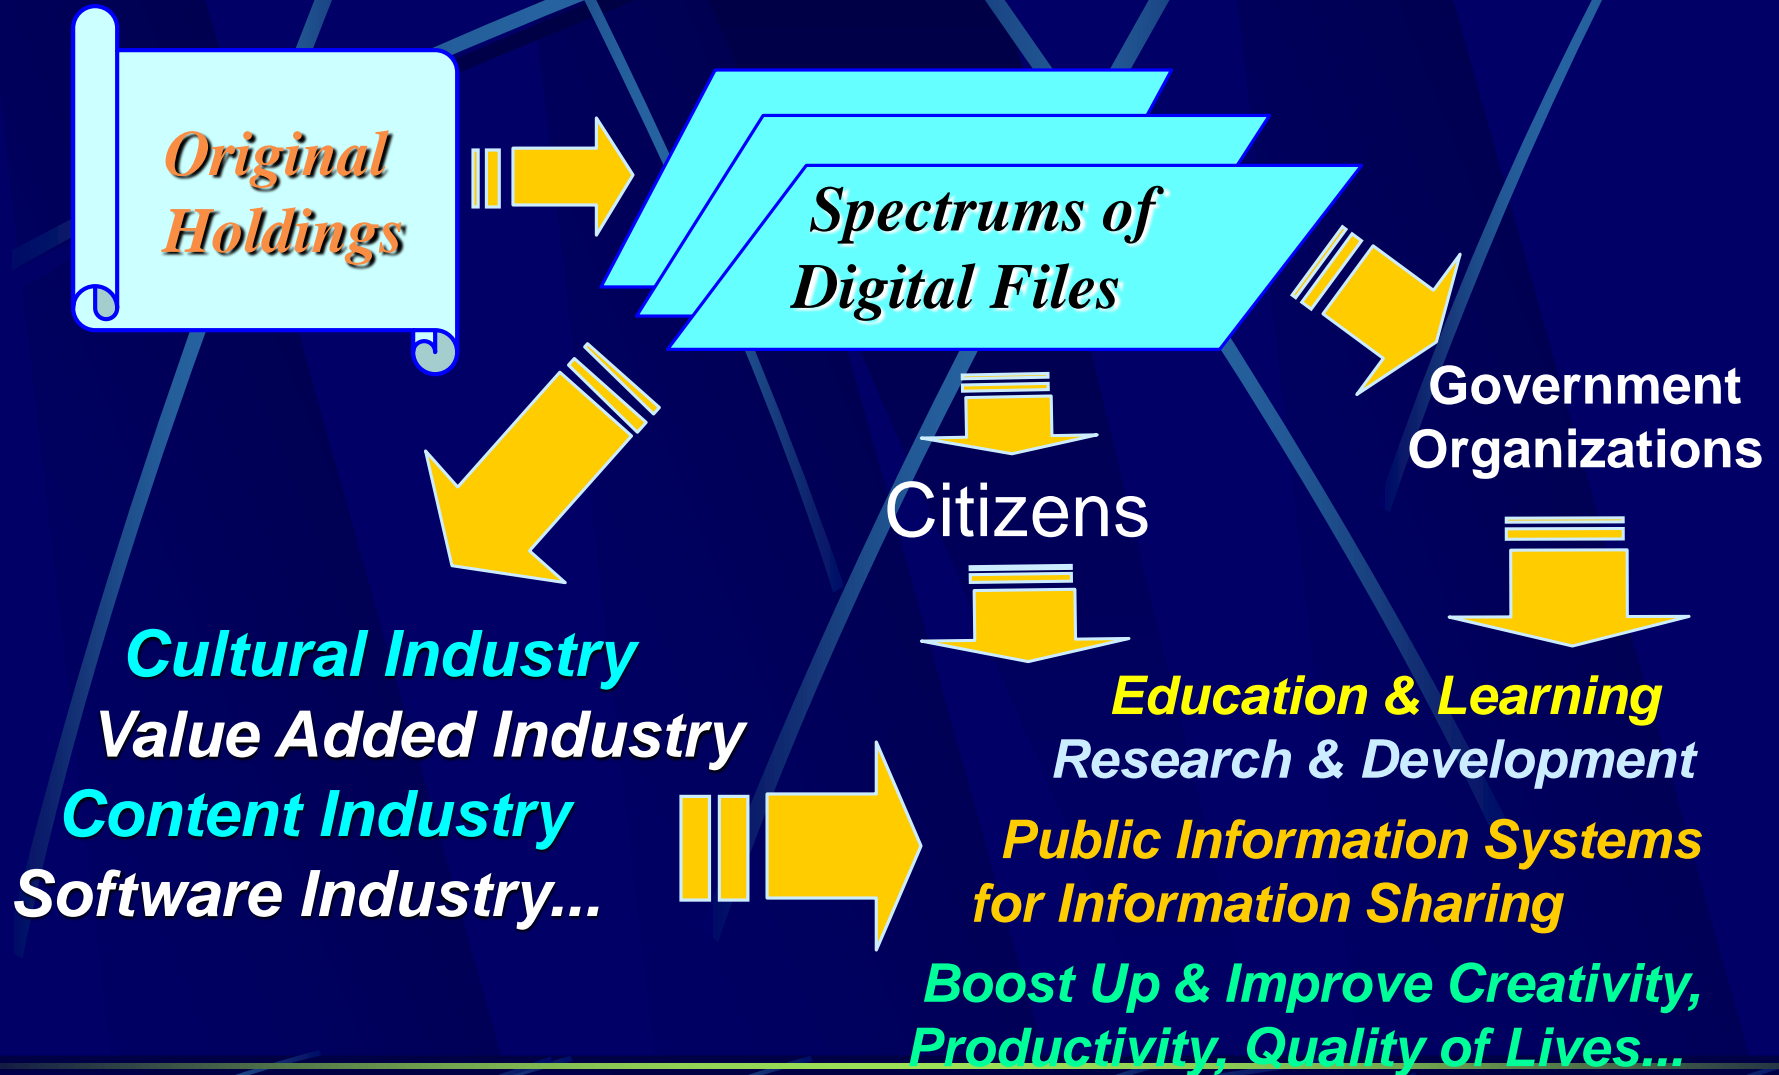 Original
Holdings
Spectrums of
Digital Files
Government
Organizations
Citizens
Cultural Industry
Value Added Industry
Content Industry
Software Industry...
Education & Learning
Research & Development
Public Information Systems
for Information Sharing
Boost Up & Improve Creativity,
Productivity, Quality of Lives...